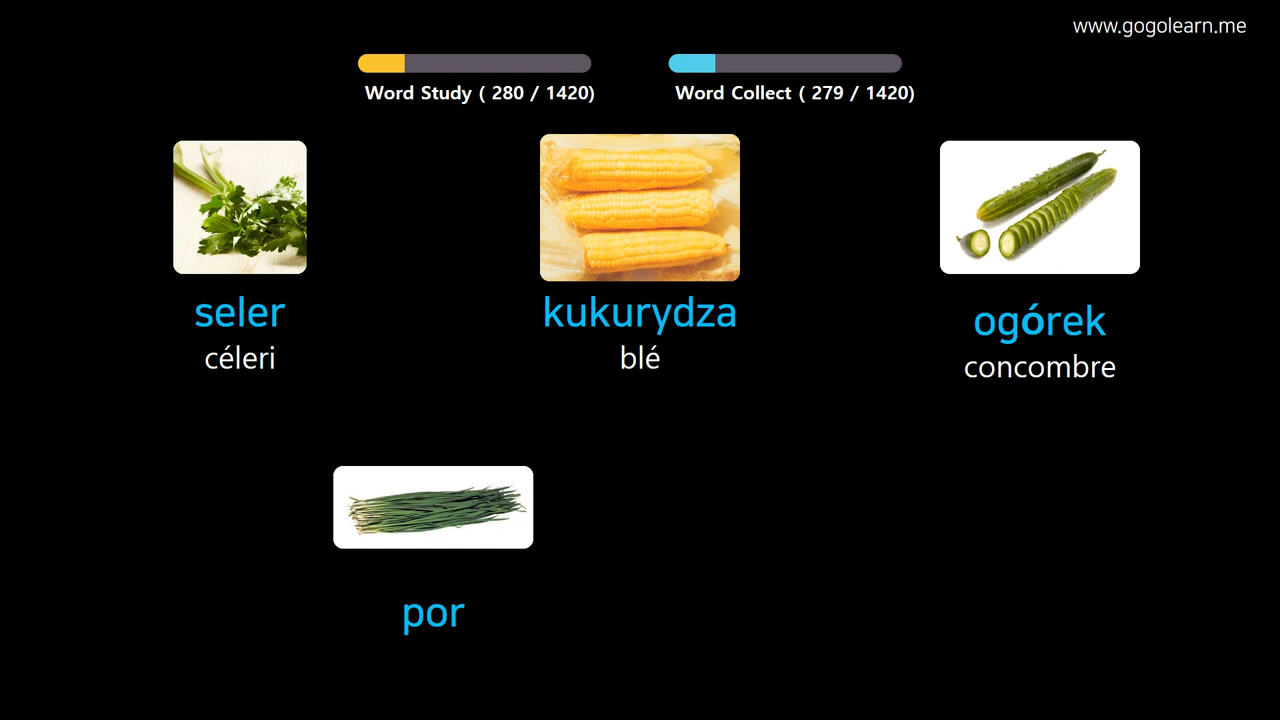 www.gogolearn.me
Word Study ( 280 / 1420)
Word Collect ( 279 / 1420)
seler
céleri
kukurydza
blé
ogórek
concombre
por